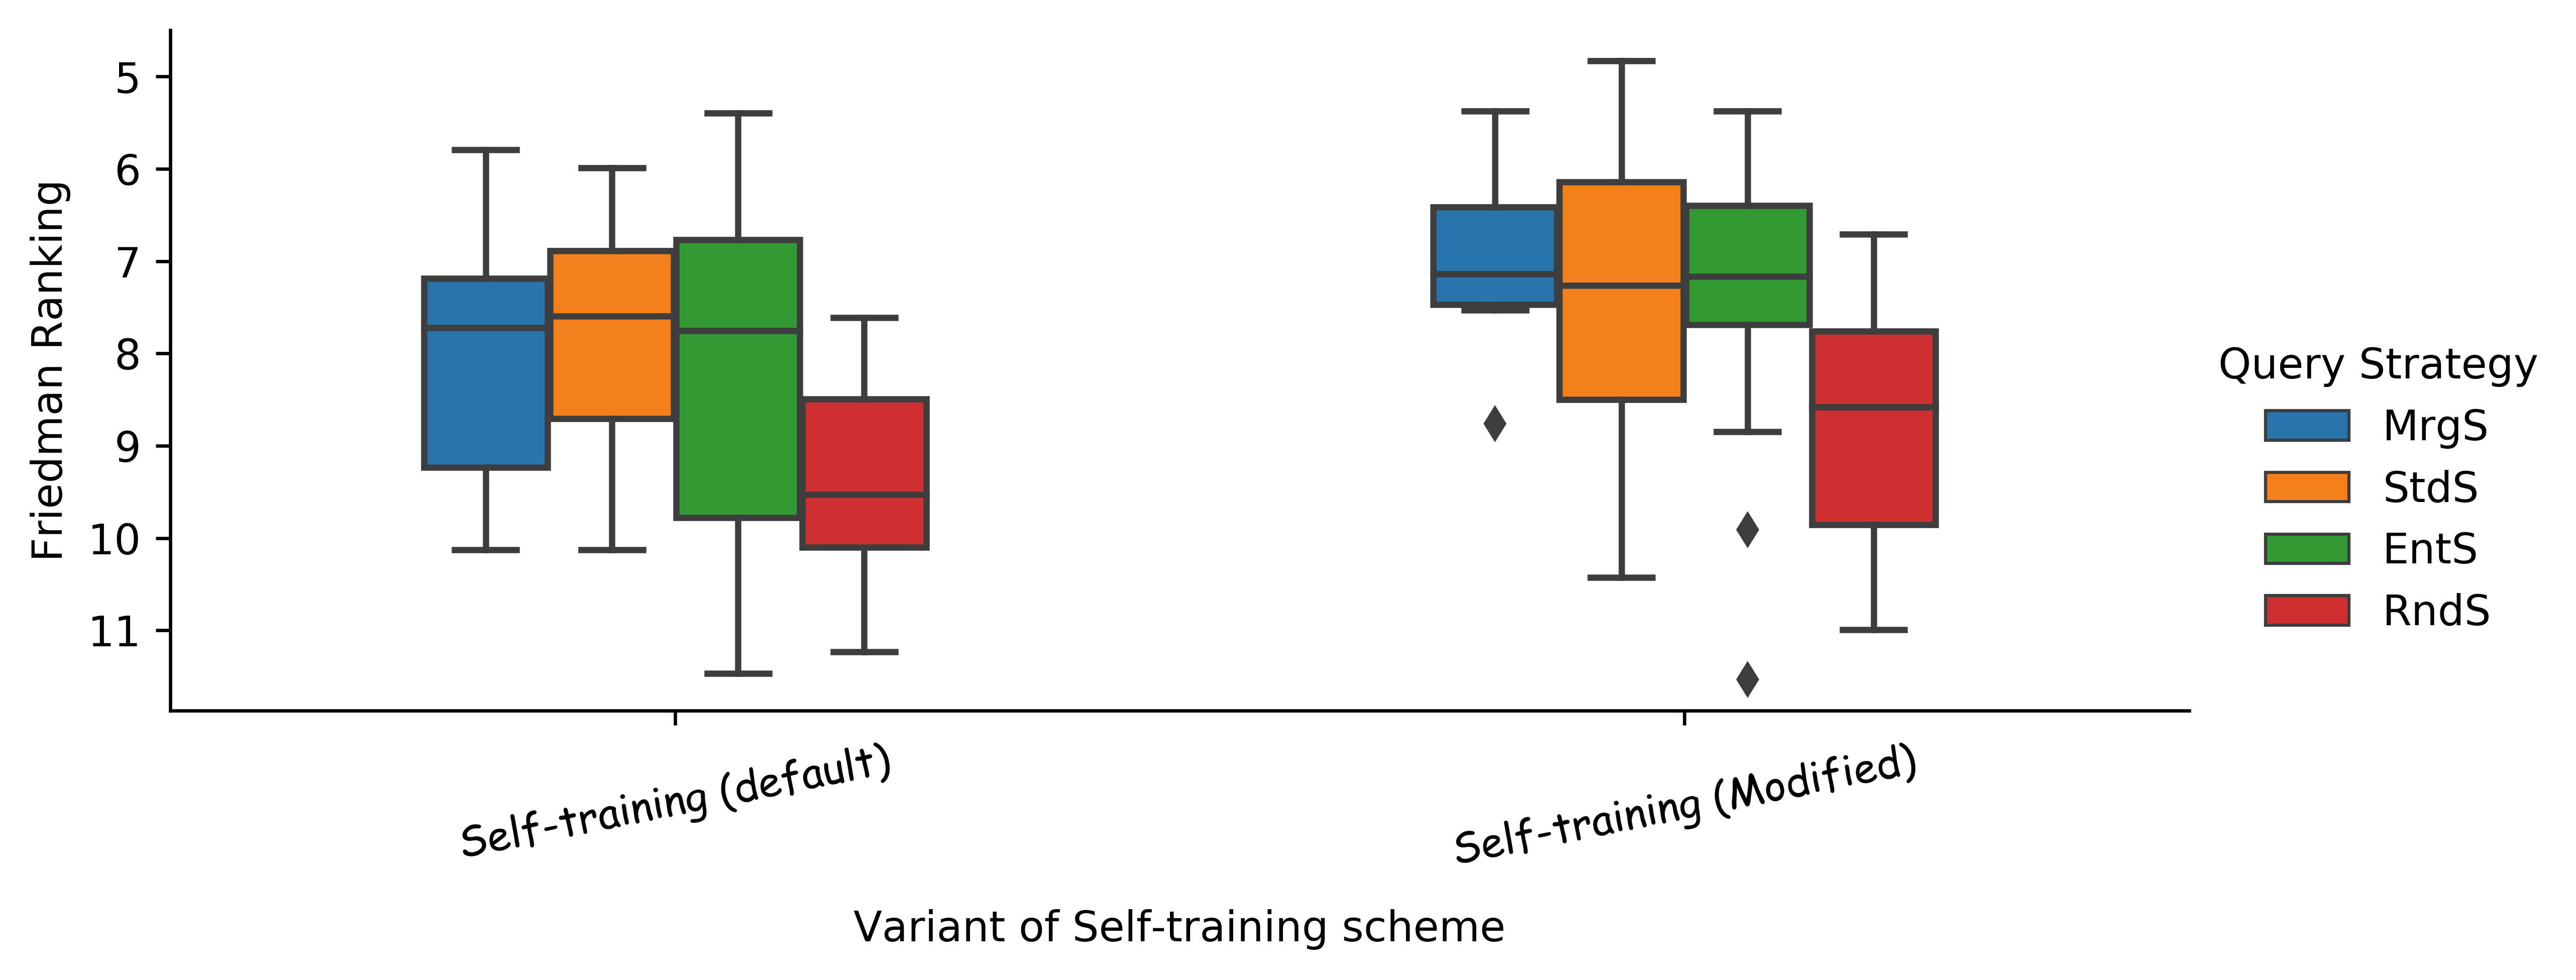 Friedman Ranking
5
6
7
8
9
10
11
Self-training (default)
Self-training (Modified)
Variant of Self-training scheme
Query Strategy
MrgS
StdS
EntS
RndS